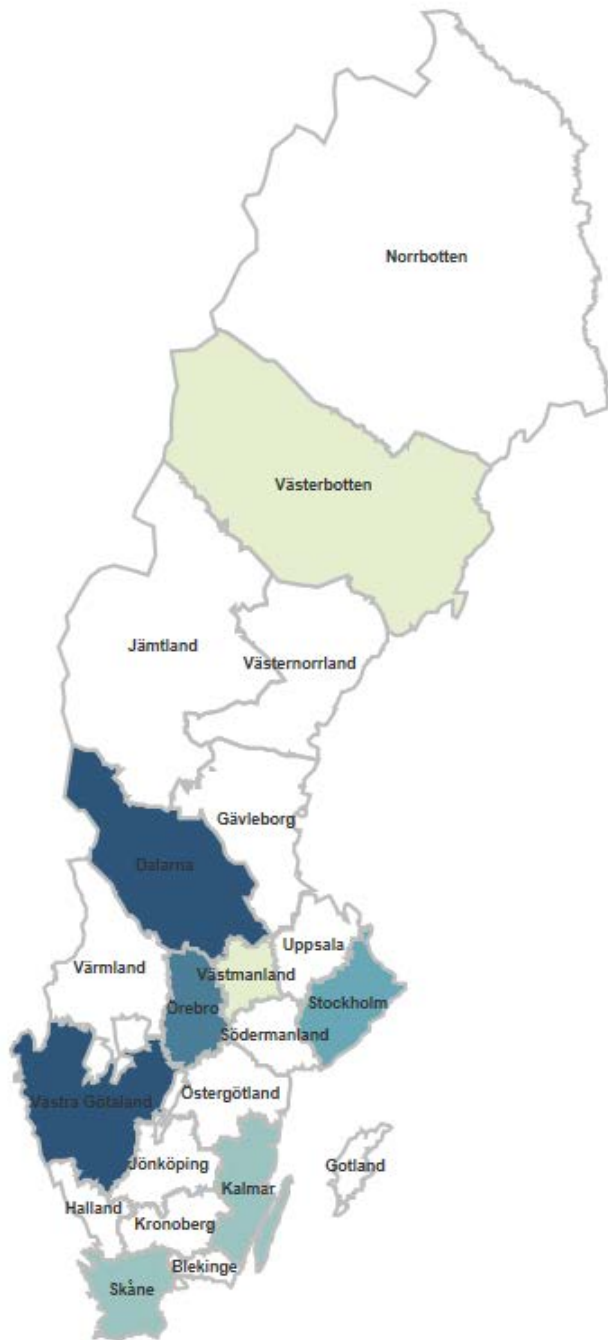 Norrbotten
Västerbotten
Jämtland
Västernorrland
Gävleborg
Dalarna
Uppsala
Värmland
Västmanland
Örebro
Stockholm
Södermanland
Västra Götaland
Östergötland
Jönköping
Gotland
Kalmar
Halland
Kronoberg
Blekinge
Skåne